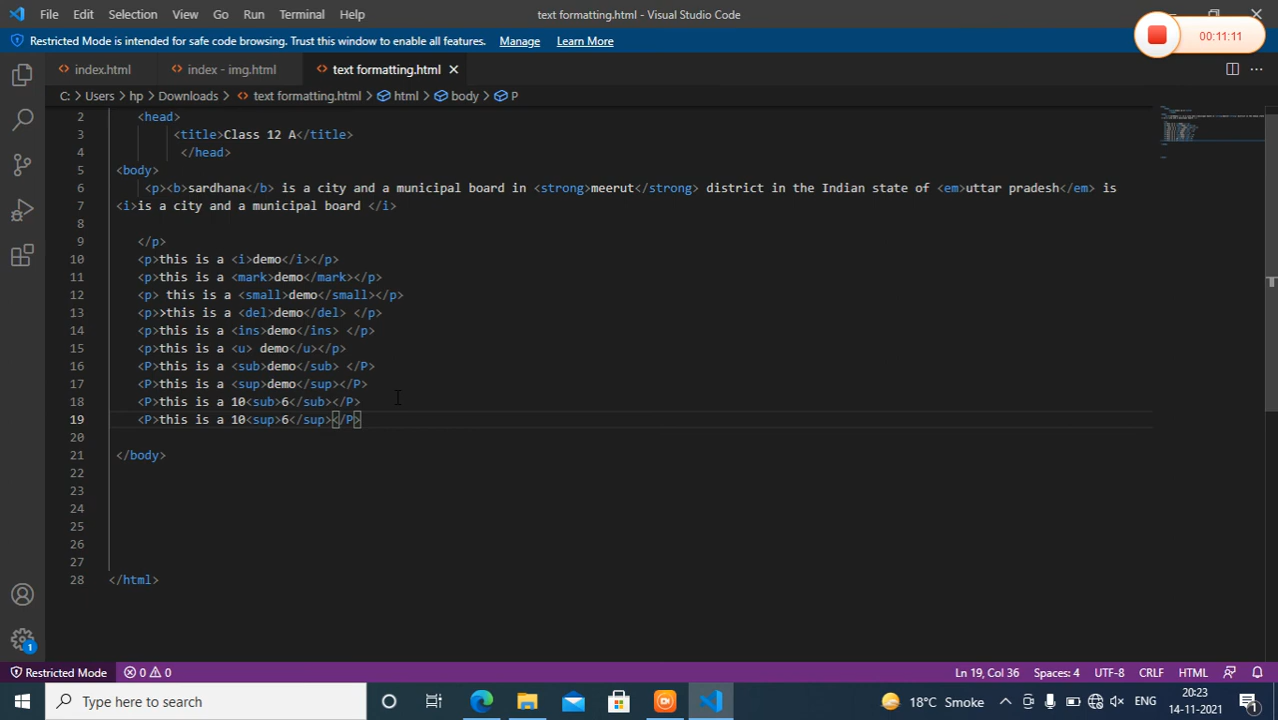 File Edit Selection View Go Run Terminal Help
text formatting.html - Visual Studio Code
00:11:11
Restricted Mode is intended for safe code browsing. Trust this window to enable all features. Manage Learn More
index.html
index - img.html
text formatting.html
C: > Users > hp > Downloads > text formatting.html > html > body > P
2 <head>
3 <title>Class 12 A</title>
4 </head>
5 <body>
6 <p><b>sardhana</b> is a city and a municipal board in <strong>meerut</strong> district in the Indian state of <em>uttar pradesh</em> is
7 <i>is a city and a municipal board </i>
8
9 </p>
10 <p>this is a <i>demo</i></p>
11 <p>this is a <mark>demo</mark></p>
12 <p> this is a <small>demo</small></p>
13 <p>>this is a <del>demo</del> </p>
14 <p>this is a <ins>demo</ins> </p>
15 <p>this is a <u> demo</u></p>
16 <P>this is a <sub>demo</sub> </P>
17 <P>this is a <sup>demo</sup></P>
18 <P>this is a 10<sub>6</sub></P>
19 <P>this is a 10<sup>6</sup></P>
20
21 </body>
22
23
24
25
26
27
28 </html>
1
Restricted Mode 0 0 Ln 19, Col 36 Spaces: 4 UTF-8 CRLF HTML
Type here to search
18°C Smoke
ENG
20:23
14-11-2021
1